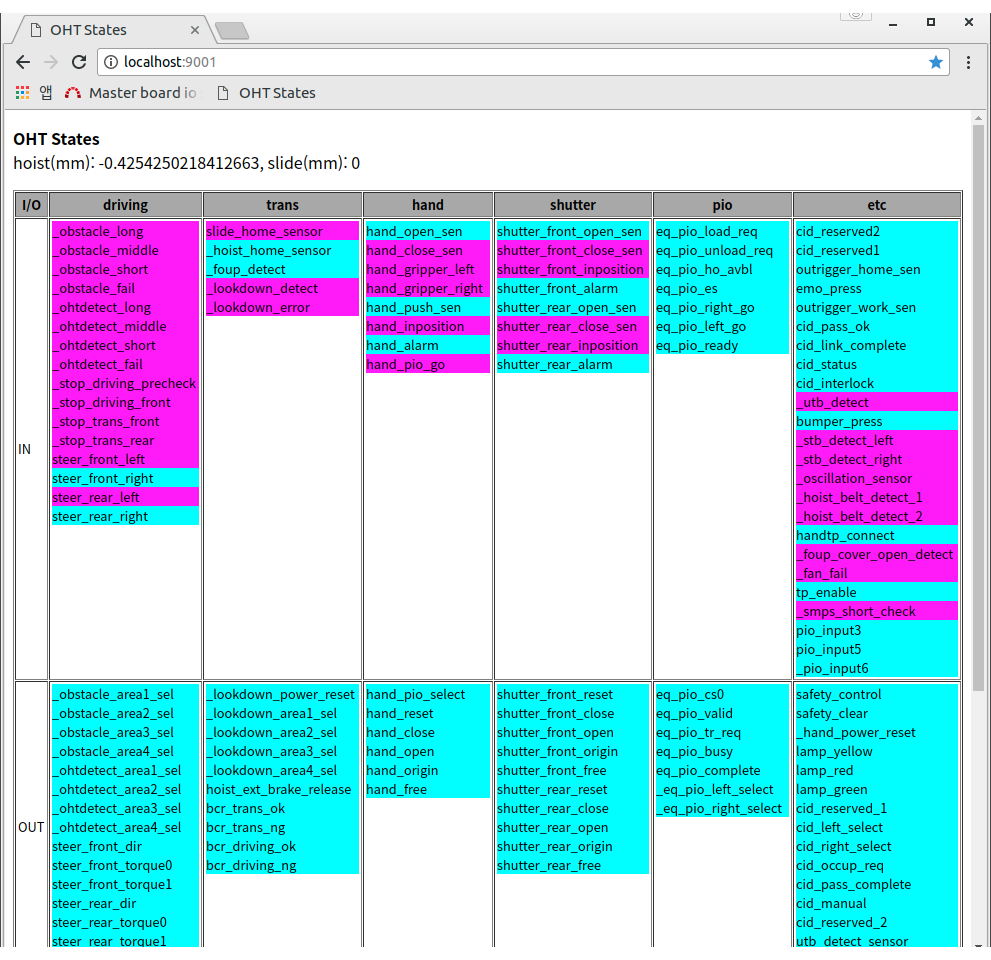 OHT States
localhost:9001
앱 Master board io OHT States
OHT States
hoist(mm): -0.4254250218412663, slide(mm): 0
I/O driving trans hand shutter pio etc
IN
_obstacle_long
_obstacle_middle
_obstacle_short
_obstacle_fail
_ohtdetect_long
_ohtdetect_middle
_ohtdetect_short
_ohtdetect_fail
_stop_driving_precheck
_stop_driving_front
_stop_trans_front
_stop_trans_rear
steer_front_left
steer_front_right
steer_rear_left
steer_rear_right
slide_home_sensor
_hoist_home_sensor
_foup_detect
_lookdown_detect
_lookdown_error
hand_open_sen
hand_close_sen
hand_gripper_left
hand_gripper_right
hand_push_sen
hand_inposition
hand_alarm
hand_pio_go
shutter_front_open_sen
shutter_front_close_sen
shutter_front_inposition
shutter_front_alarm
shutter_rear_open_sen
shutter_rear_close_sen
shutter_rear_inposition
shutter_rear_alarm
eq_pio_load_req
eq_pio_unload_req
eq_pio_ho_avbl
eq_pio_es
eq_pio_right_go
eq_pio_left_go
eq_pio_ready
cid_reserved2
cid_reserved1
outrigger_home_sen
emo_press
outrigger_work_sen
cid_pass_ok
cid_link_complete
cid_status
cid_interlock
_utb_detect
bumper_press
_stb_detect_left
_stb_detect_right
_oscillation_sensor
_hoist_belt_detect_1
_hoist_belt_detect_2
handtp_connect
_foup_cover_open_detect
_fan_fail
tp_enable
_smps_short_check
pio_input3
pio_input5
_pio_input6
OUT
_obstacle_area1_sel
_obstacle_area2_sel
_obstacle_area3_sel
_obstacle_area4_sel
_ohtdetect_area1_sel
_ohtdetect_area2_sel
_ohtdetect_area3_sel
_ohtdetect_area4_sel
steer_front_dir
steer_front_torque0
steer_front_torque1
steer_rear_dir
steer_rear_torque0
steer_rear_torque1
_lookdown_power_reset
_lookdown_area1_sel
_lookdown_area2_sel
_lookdown_area3_sel
_lookdown_area4_sel
hoist_ext_brake_release
bcr_trans_ok
bcr_trans_ng
bcr_driving_ok
bcr_driving_ng
hand_pio_select
hand_reset
hand_close
hand_open
hand_origin
hand_free
shutter_front_reset
shutter_front_close
shutter_front_open
shutter_front_origin
shutter_front_free
shutter_rear_reset
shutter_rear_close
shutter_rear_open
shutter_rear_origin
shutter_rear_free
eq_pio_cs0
eq_pio_valid
eq_pio_tr_req
eq_pio_busy
eq_pio_complete
_eq_pio_left_select
_eq_pio_right_select
safety_control
safety_clear
_hand_power_reset
lamp_yellow
lamp_red
lamp_green
cid_reserved_1
cid_left_select
cid_right_select
cid_occup_req
cid_pass_complete
cid_manual
cid_reserved_2
utb_detect_sensor